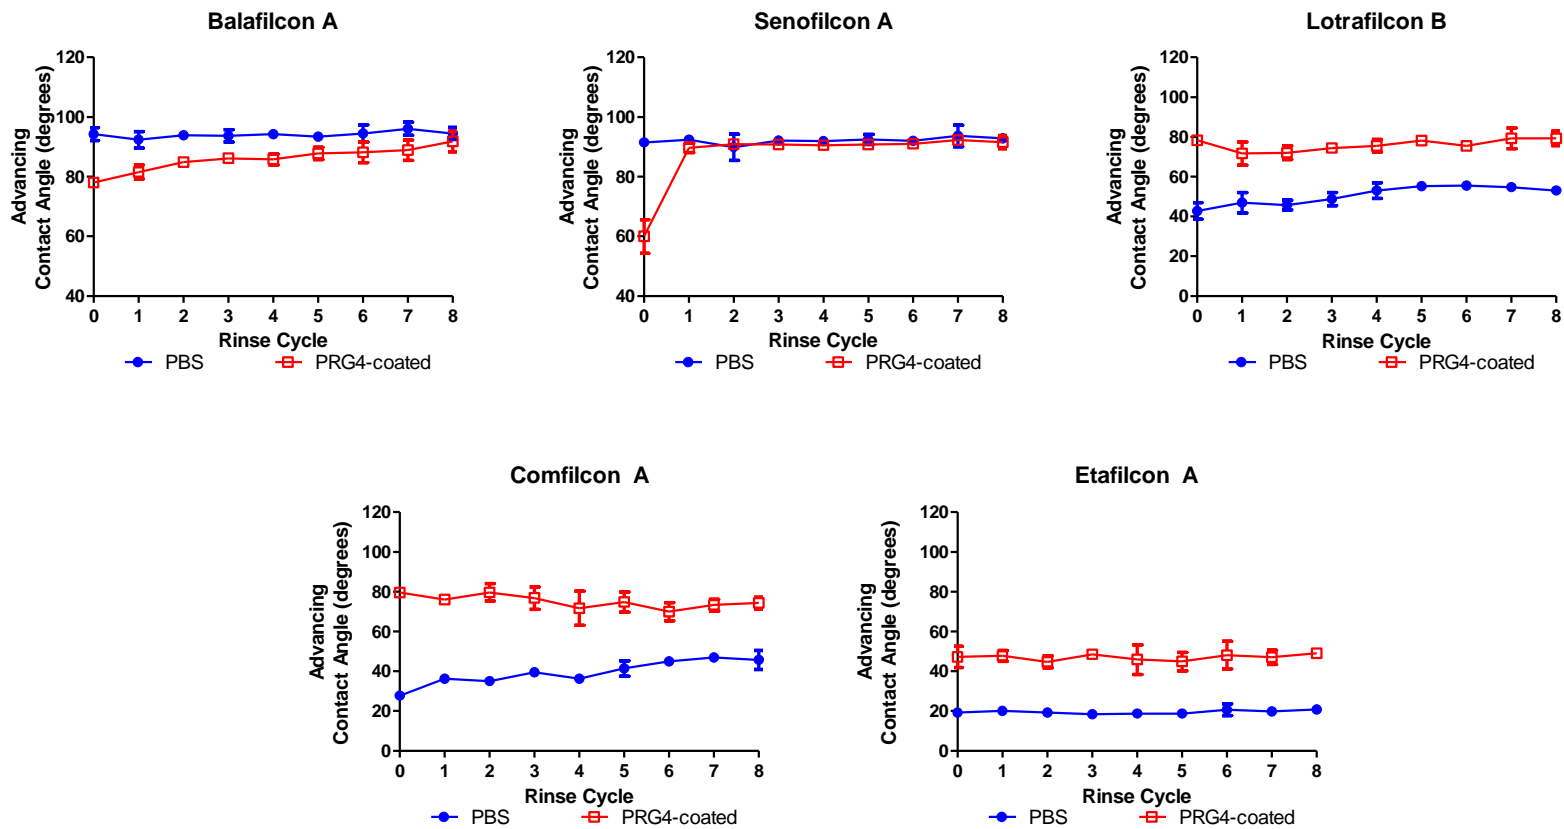 Balafilcon A
Advancing
Contact Angle (degrees)
120
100
80
60
40
0 1 2 3 4 5 6 7 8
Rinse Cycle
PBS PRG4-coated
Senofilcon A
Advancing
Contact Angle (degrees)
120
100
80
60
40
0 1 2 3 4 5 6 7 8
Rinse Cycle
PBS PRG4-coated
Lotrafilcon B
Advancing
Contact Angle (degrees)
120
100
80
60
40
20
0
0 1 2 3 4 5 6 7 8
Rinse Cycle
PBS PRG4-coated
Comfilcon A
Advancing
Contact Angle (degrees)
120
100
80
60
40
20
0
0 1 2 3 4 5 6 7 8
Rinse Cycle
PBS PRG4-coated
Etafilcon A
Advancing
Contact Angle (degrees)
120
100
80
60
40
20
0
0 1 2 3 4 5 6 7 8
Rinse Cycle
PBS PRG4-coated